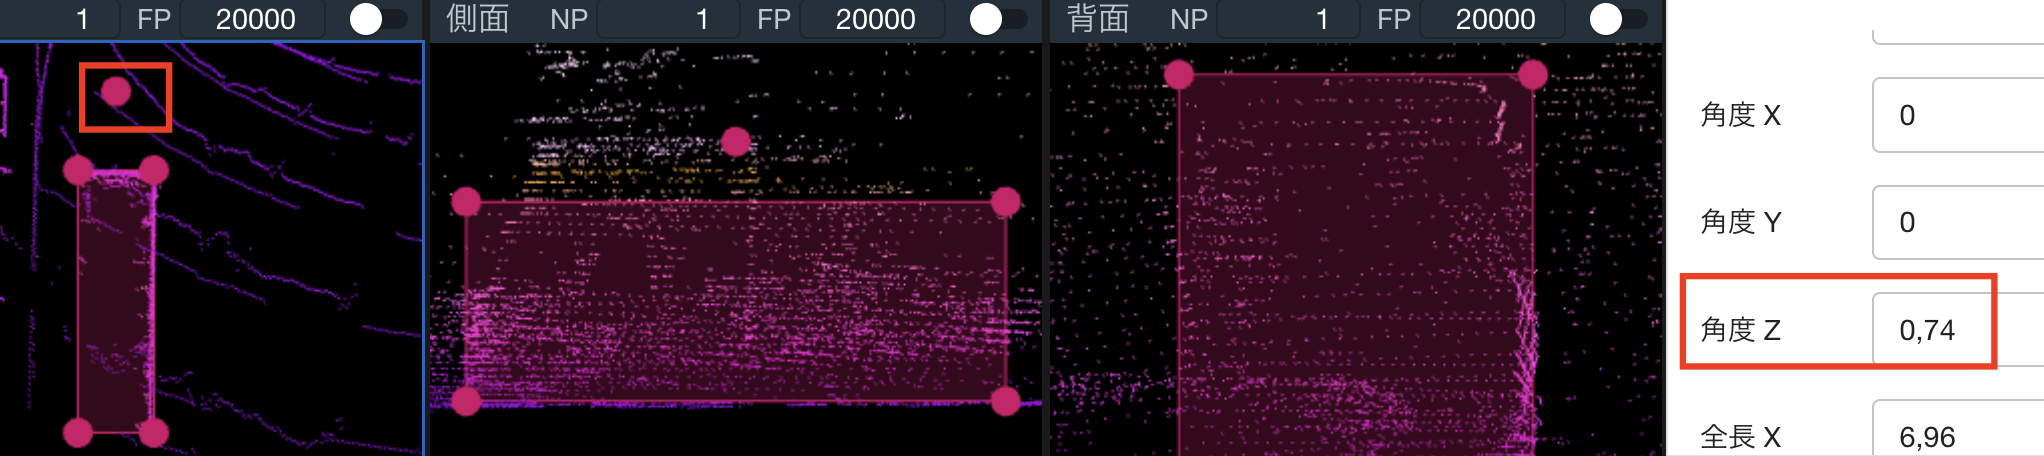 1 FP 20000
側面 NP 1 FP 20000
背面 NP 1 FP 20000
角度 X 0
角度 Y 0
角度 Z 0,74
全長 X 6,96